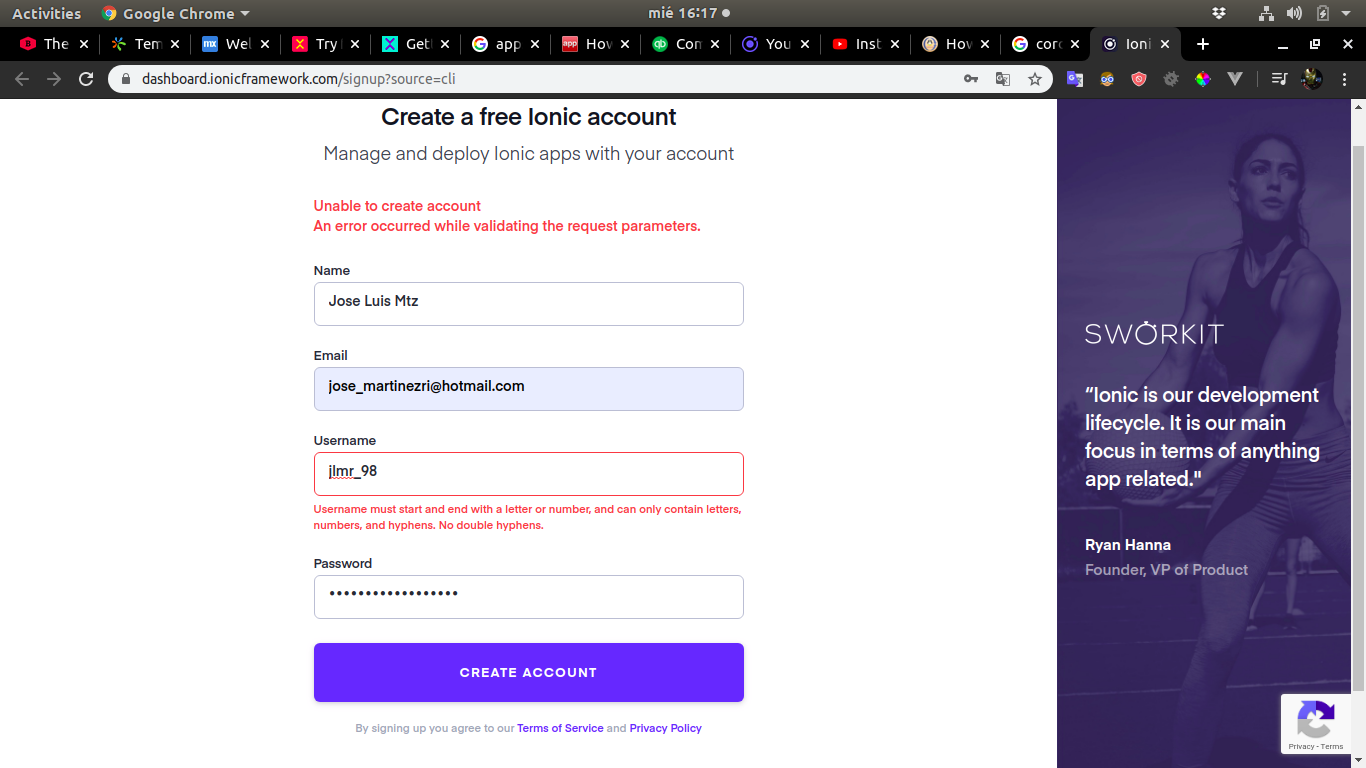 Activities
Google Chrome
mié 16:17
The
Tem
Wel
Try
Get
app
How
Con
You
Inst
How
corc
Ioni
dashboard.ionicframework.com/signup?source=cli
Create a free Ionic account
Manage and deploy Ionic apps with your account
Unable to create account
An error occurred while validating the request parameters.
Name
Jose Luis Mtz
Email
jose_martinezri@hotmail.com
Username
jlmr_98
Username must start and end with a letter or number, and can only contain letters,
numbers, and hyphens. No double hyphens.
Password
••••••••••••••••••
CREATE ACCOUNT
By signing up you agree to our Terms of Service and Privacy Policy
SWORKIT
“Ionic is our development
lifecycle. It is our main
focus in terms of anything
app related."
Ryan Hanna
Founder, VP of Product
Privacy - Terms